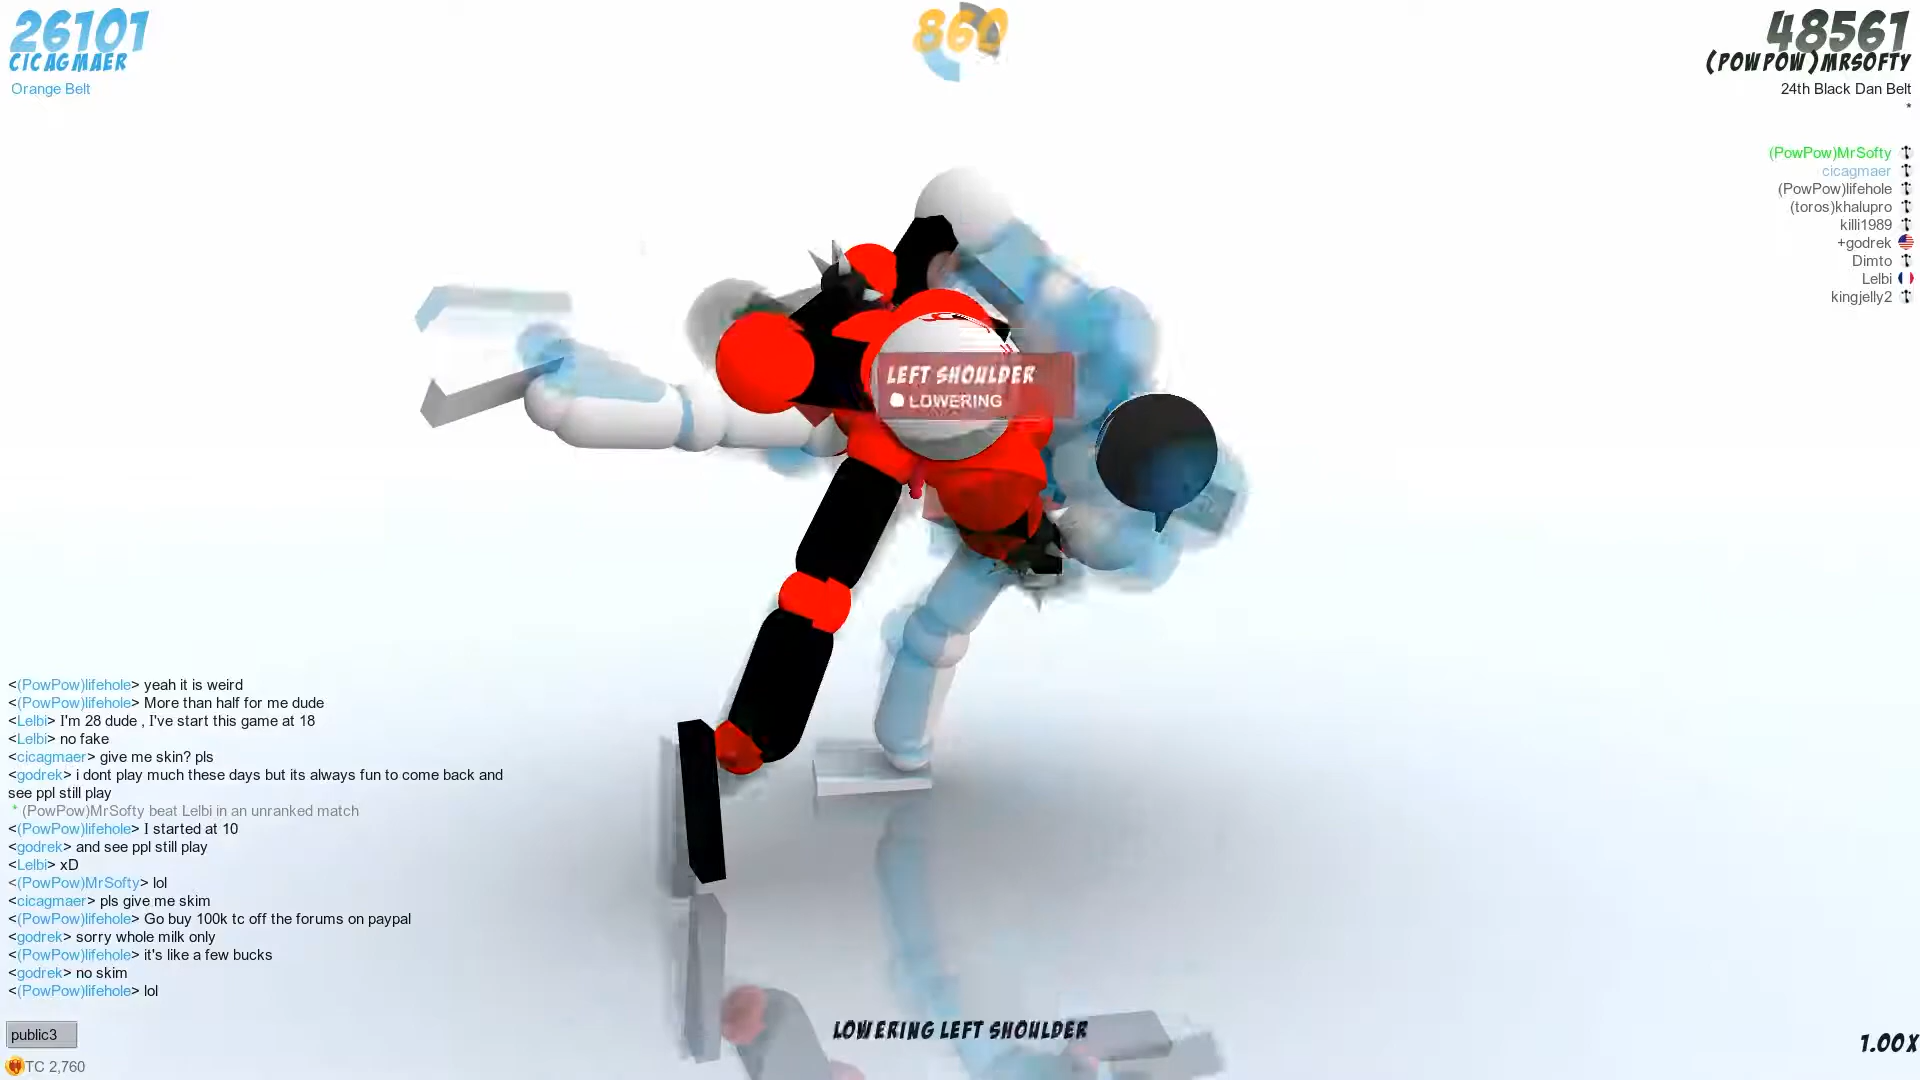 26101
CICAGMAER
Orange Belt
860
48561
(POWPOW)MRSOFTY
24th Black Dan Belt
*
(PowPow)MrSofty
cicagmaer
(PowPow)lifehole
(toros)khalupro
killi1989
+godrek
Dimto
Lelbi
kingjelly2
LEFT SHOULDER
LOWERING
<(PowPow)lifehole> yeah it is weird
<(PowPow)lifehole> More than half for me dude
<Lelbi> I'm 28 dude , I've start this game at 18
<Lelbi> no fake
<cicagmaer> give me skin? pls
<godrek> i dont play much these days but its always fun to come back and
see ppl still play
* (PowPow)MrSofty beat Lelbi in an unranked match
<(PowPow)lifehole> I started at 10
<godrek> and see ppl still play
<Lelbi> xD
<(PowPow)MrSofty> lol
<cicagmaer> pls give me skim
<(PowPow)lifehole> Go buy 100k tc off the forums on paypal
<godrek> sorry whole milk only
<(PowPow)lifehole> it's like a few bucks
<godrek> no skim
<(PowPow)lifehole> lol
public3
TC 2,760
LOWERING LEFT SHOULDER
1.00X